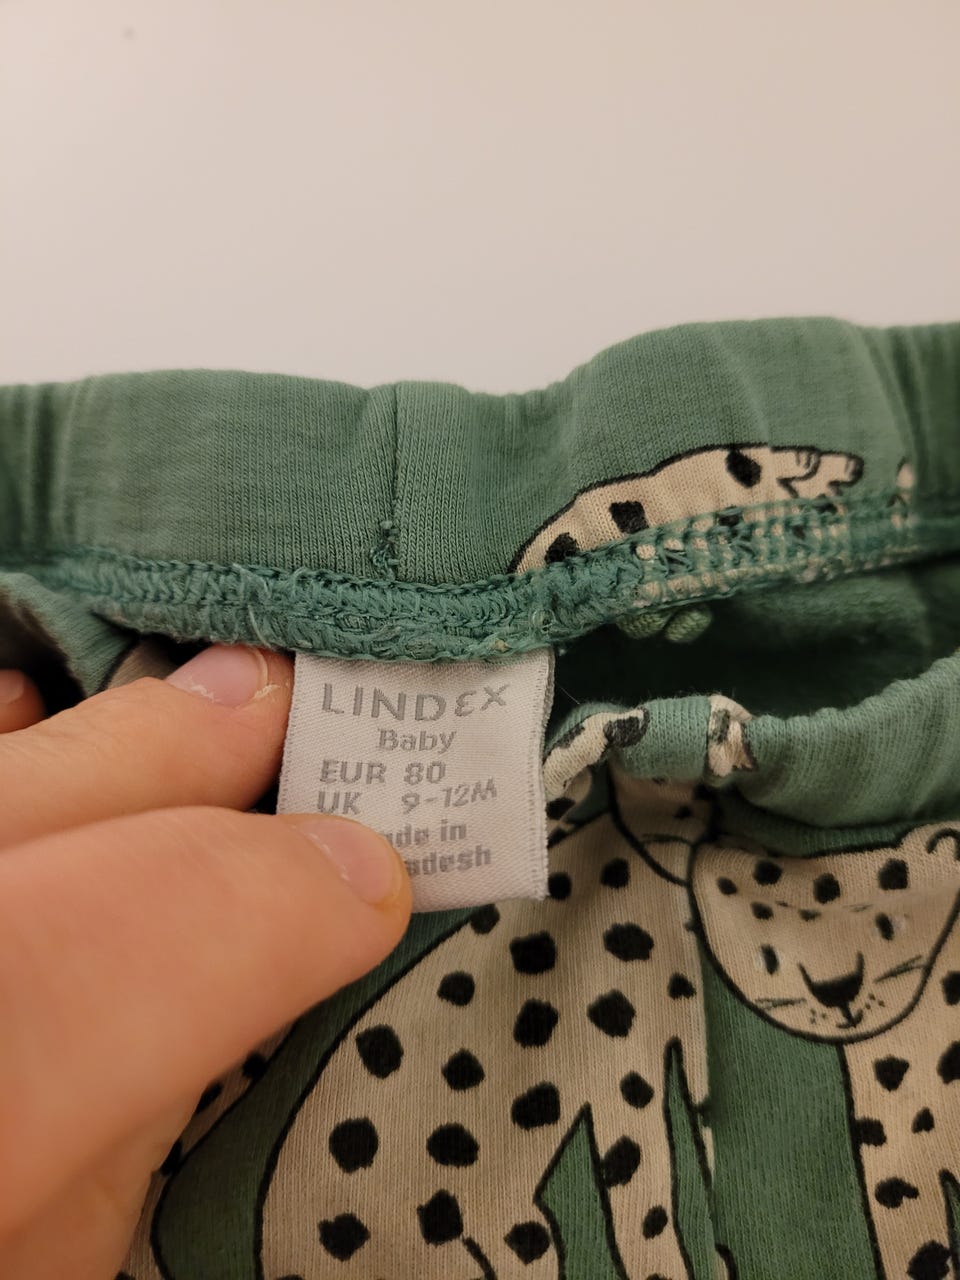 LINDEX
Baby
EUR 80
UK 9-12M
in